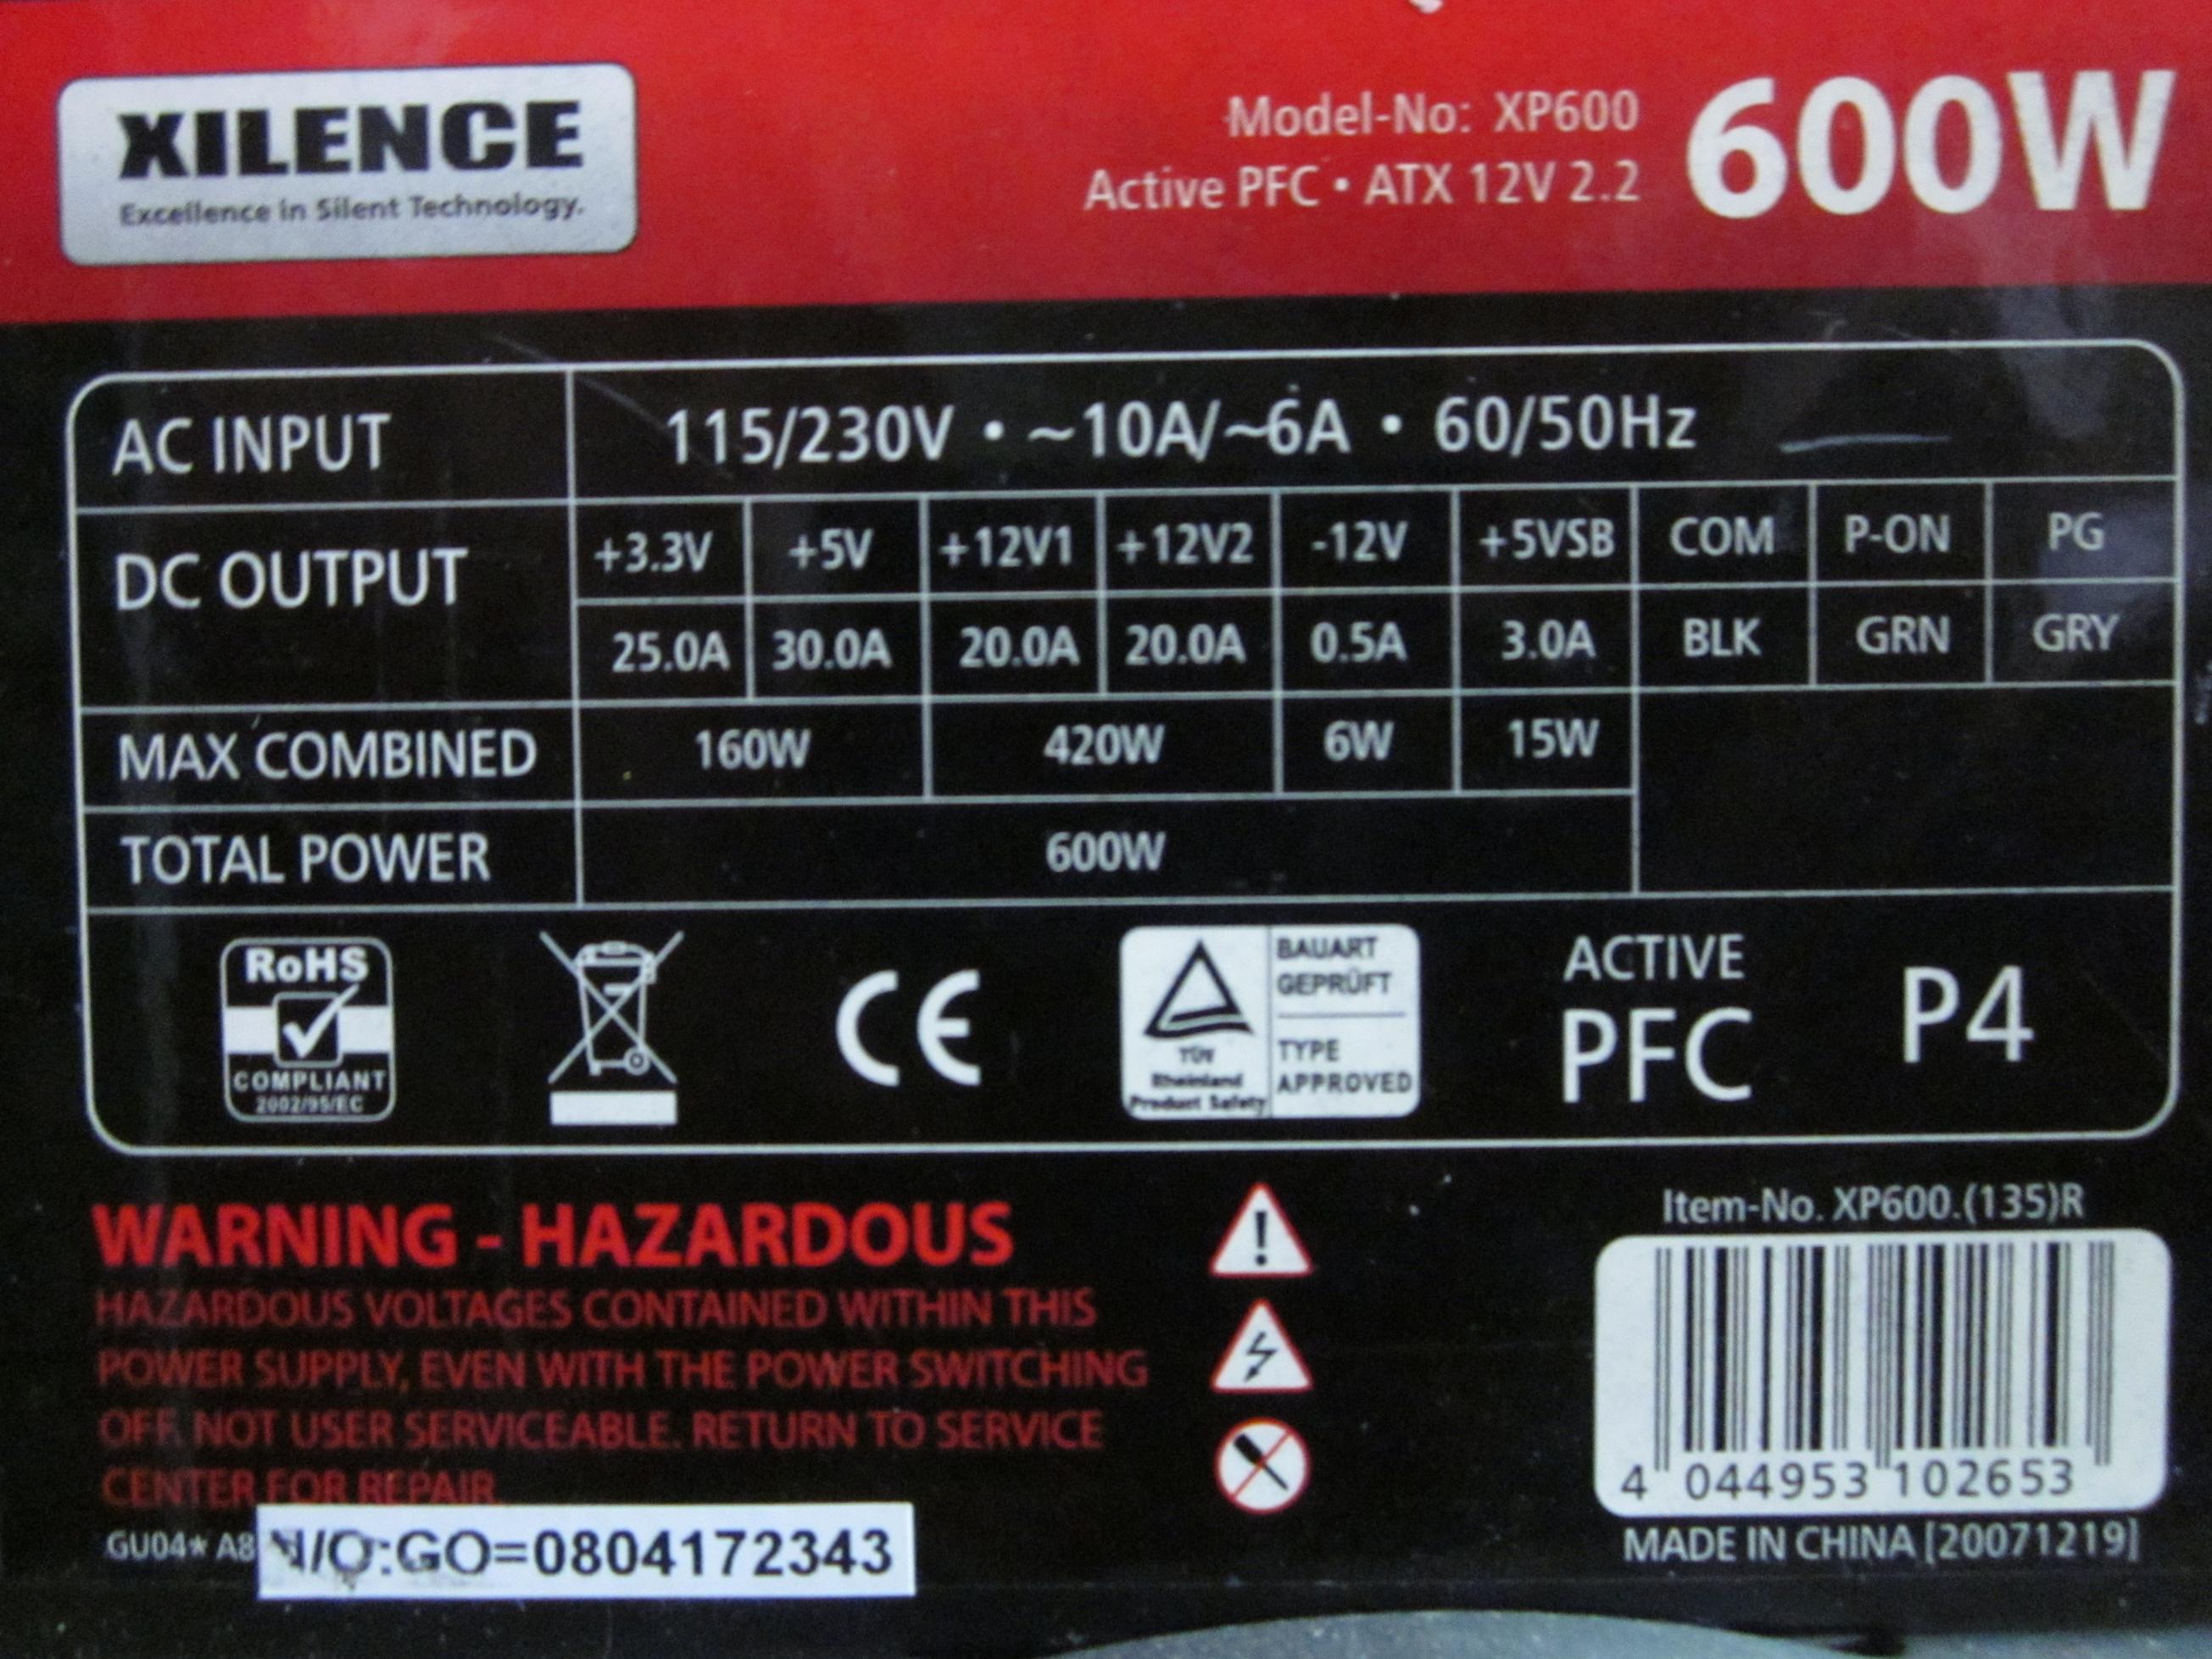 XILENCE
Excellence in Silent Technology.
Model-No: XP600
Active PFC • ATX 12V 2.2
600W
AC INPUT 115/230V • ~10A/~6A • 60/50Hz
DC OUTPUT
+3.3V +5V +12V1 +12V2 -12V +5VSB COM P-ON PG
25.0A 30.0A 20.0A 20.0A 0.5A 3.0A BLK GRN GRY
MAX COMBINED 160W 420W 6W 15W
TOTAL POWER 600W
RoHS
COMPLIANT
2002/95/EC
CE
TÜV
Rheinland
Product Safety
BAUART
GEPRÜFT
TYPE
APPROVED
ACTIVE
PFC
P4
WARNING - HAZARDOUS
HAZARDOUS VOLTAGES CONTAINED WITHIN THIS
POWER SUPPLY, EVEN WITH THE POWER SWITCHING
OFF. NOT USER SERVICEABLE. RETURN TO SERVICE
CENTER FOR REPAIR.
GU04* A8
N/O:GO=0804172343
Item-No. XP600.(135)R
4 044953 102653
MADE IN CHINA [20071219]